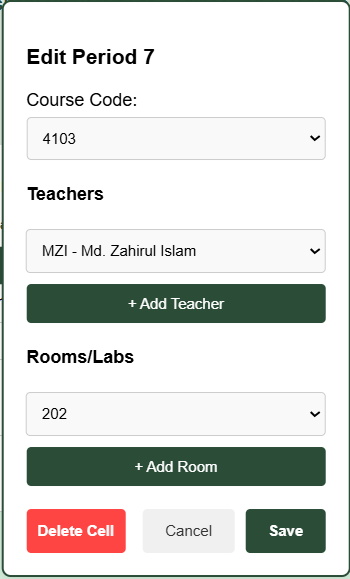 Edit Period 7
Course Code:
4103
Teachers
MZI - Md. Zahirul Islam
+ Add Teacher
Rooms/Labs
202
+ Add Room
Delete Cell Cancel Save